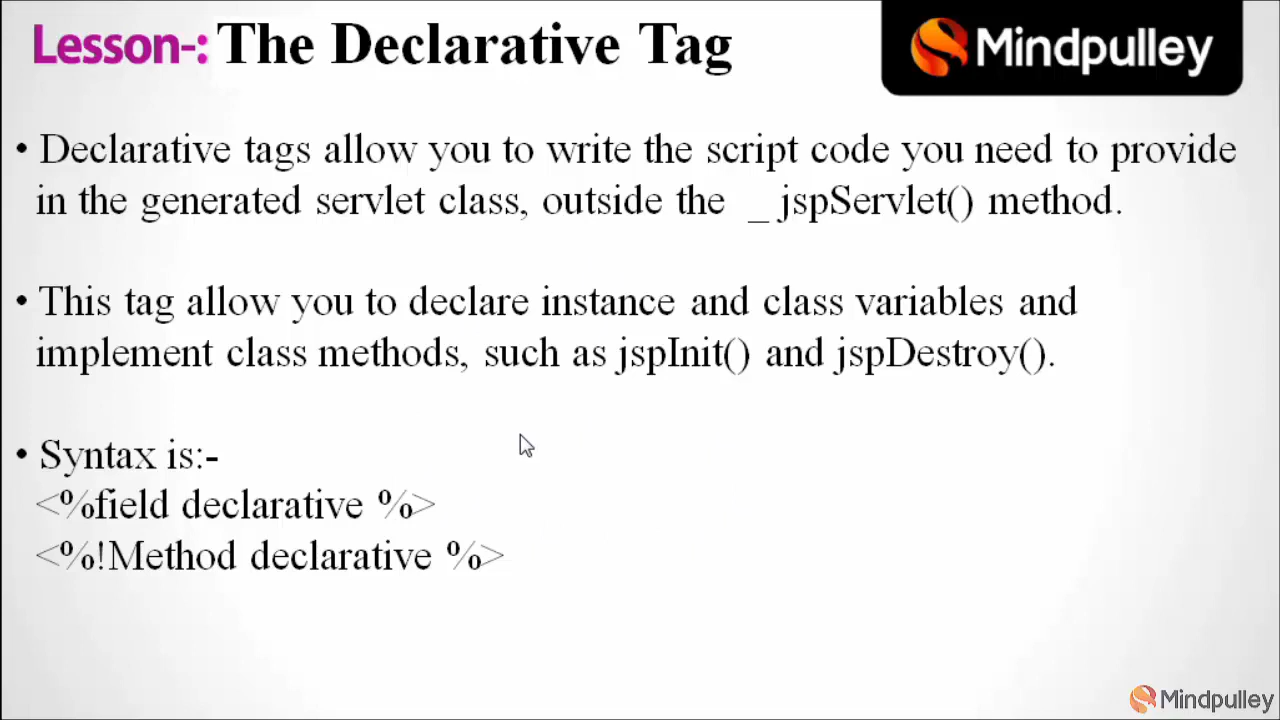 Lesson-: The Declarative Tag
Mindpulley
• Declarative tags allow you to write the script code you need to provide
in the generated servlet class, outside the _ jspServlet() method.
• This tag allow you to declare instance and class variables and
implement class methods, such as jspInit() and jspDestroy().
• Syntax is:-
<%field declarative %>
<%!Method declarative %>
Mindpulley